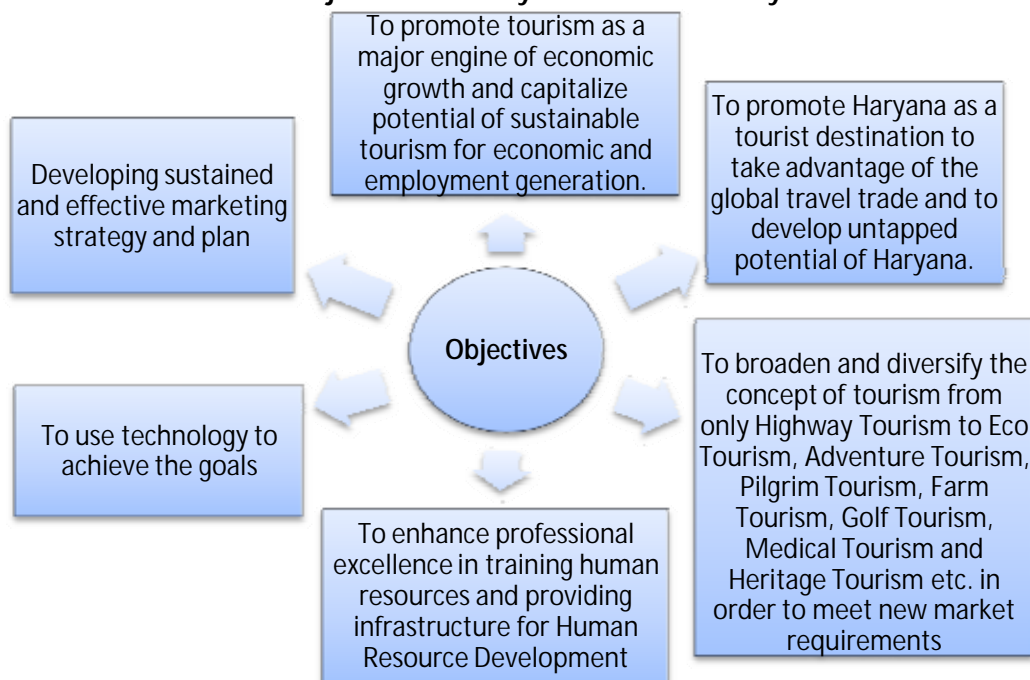 To promote tourism as a
major engine of economic
growth and capitalize
potential of sustainable
tourism for economic and
employment generation.
To promote Haryana as a
tourist destination to
take advantage of the
global travel trade and to
develop untapped
potential of Haryana.
To broaden and diversify the
concept of tourism from
only Highway Tourism to Eco
Tourism, Adventure Tourism,
Pilgrim Tourism, Farm
Tourism, Golf Tourism,
Medical Tourism and
Heritage Tourism etc. in
order to meet new market
requirements
To enhance professional
excellence in training human
resources and providing
infrastructure for Human
Resource Development
To use technology to
achieve the goals
Developing sustained
and effective marketing
strategy and plan
Objectives